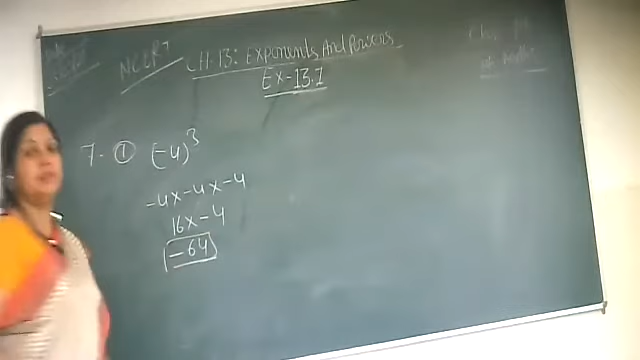 NCERT 7 CH.13: Exponents And Powers
Ex-13.1
7. ① (-4)³
-4x-4x-4
16x-4
-64